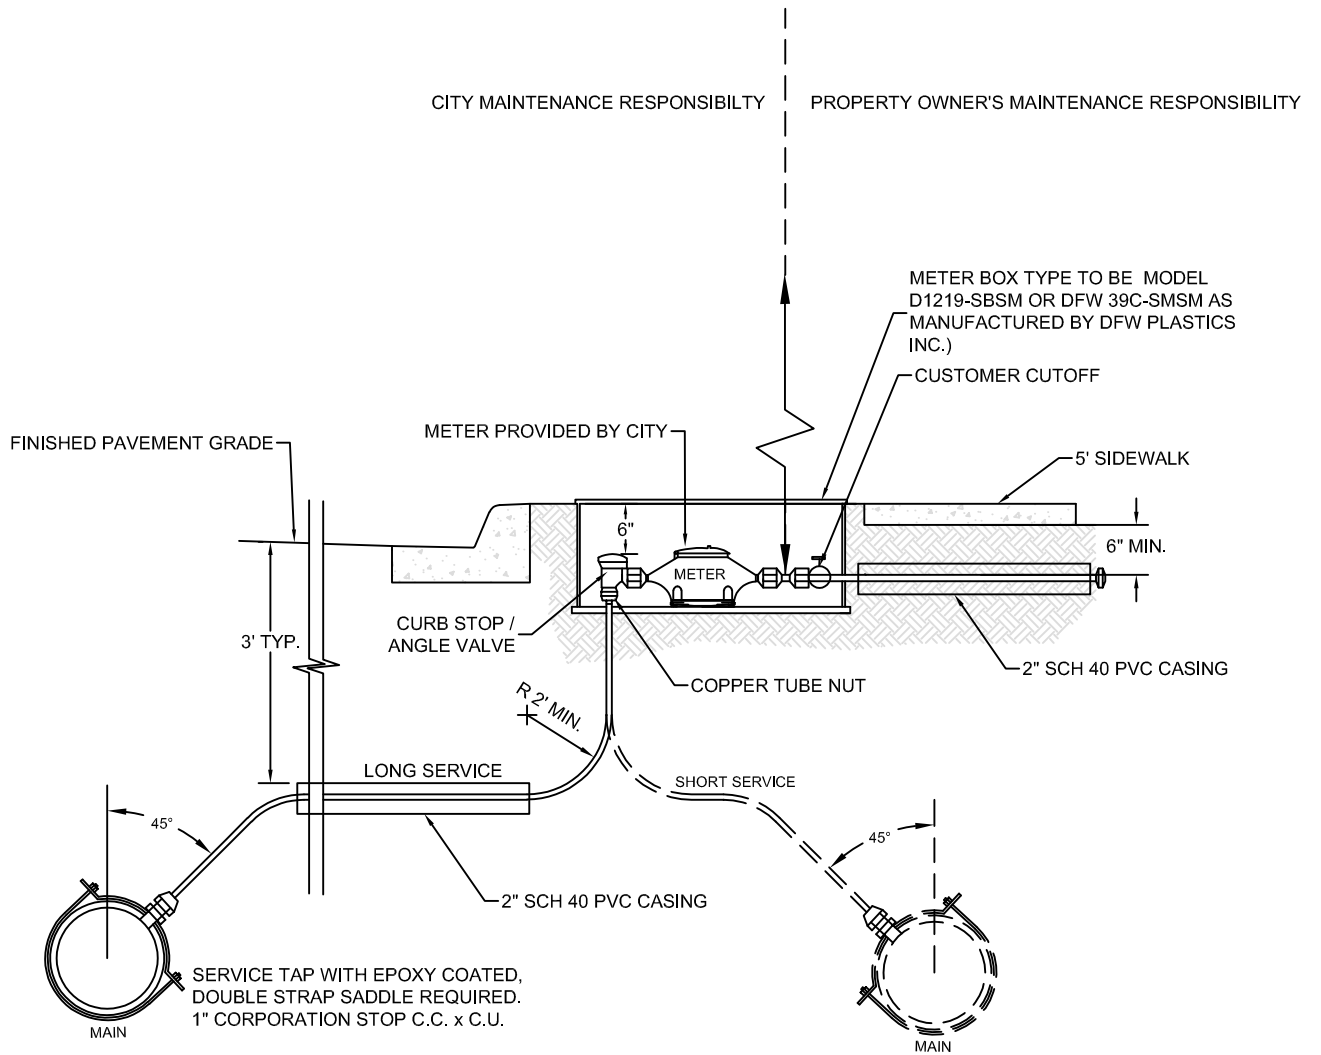 CITY MAINTENANCE RESPONSIBILTY
PROPERTY OWNER'S MAINTENANCE RESPONSIBILITY
METER BOX TYPE TO BE MODEL
D1219-SBSM OR DFW 39C-SMSM AS
MANUFACTURED BY DFW PLASTICS
INC.)
CUSTOMER CUTOFF
FINISHED PAVEMENT GRADE
METER PROVIDED BY CITY
5' SIDEWALK
6"
6" MIN.
METER
3' TYP.
CURB STOP /
ANGLE VALVE
2" SCH 40 PVC CASING
COPPER TUBE NUT
R 2' MIN.
LONG SERVICE
SHORT SERVICE
45°
45°
2" SCH 40 PVC CASING
SERVICE TAP WITH EPOXY COATED,
DOUBLE STRAP SADDLE REQUIRED.
1" CORPORATION STOP C.C. x C.U.
MAIN
MAIN